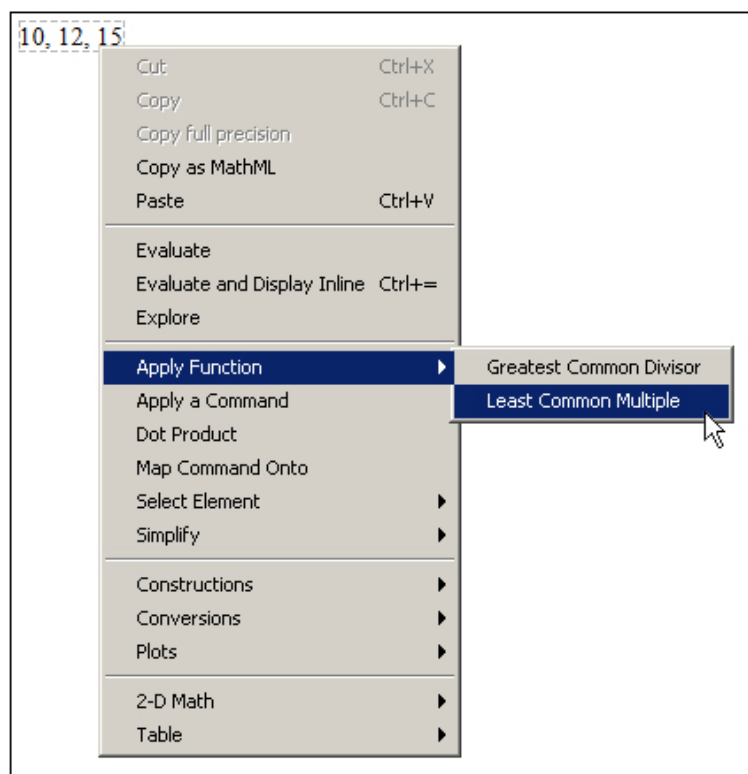 10, 12, 15
Cut Ctrl+X
Copy Ctrl+C
Copy full precision
Copy as MathML
Paste Ctrl+V
Evaluate
Evaluate and Display Inline Ctrl+=
Explore
Apply Function
Greatest Common Divisor
Apply a Command
Least Common Multiple
Dot Product
Map Command Onto
Select Element
Simplify
Constructions
Conversions
Plots
2-D Math
Table